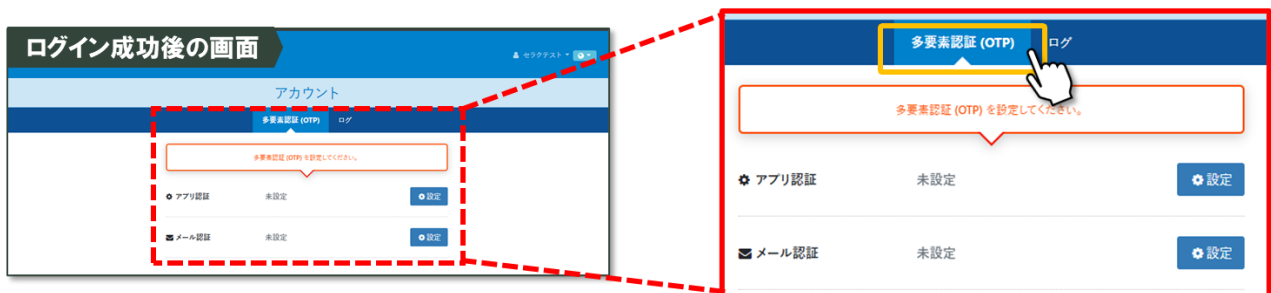 ログイン成功後の画面
セラクテスト
アカウント
多要素認証 (OTP) ログ
多要素認証 (OTP) を設定してください。
アプリ認証 未設定 設定
メール認証 未設定 設定
多要素認証 (OTP) ログ
多要素認証 (OTP) を設定してください。
アプリ認証 未設定 設定
メール認証 未設定 設定